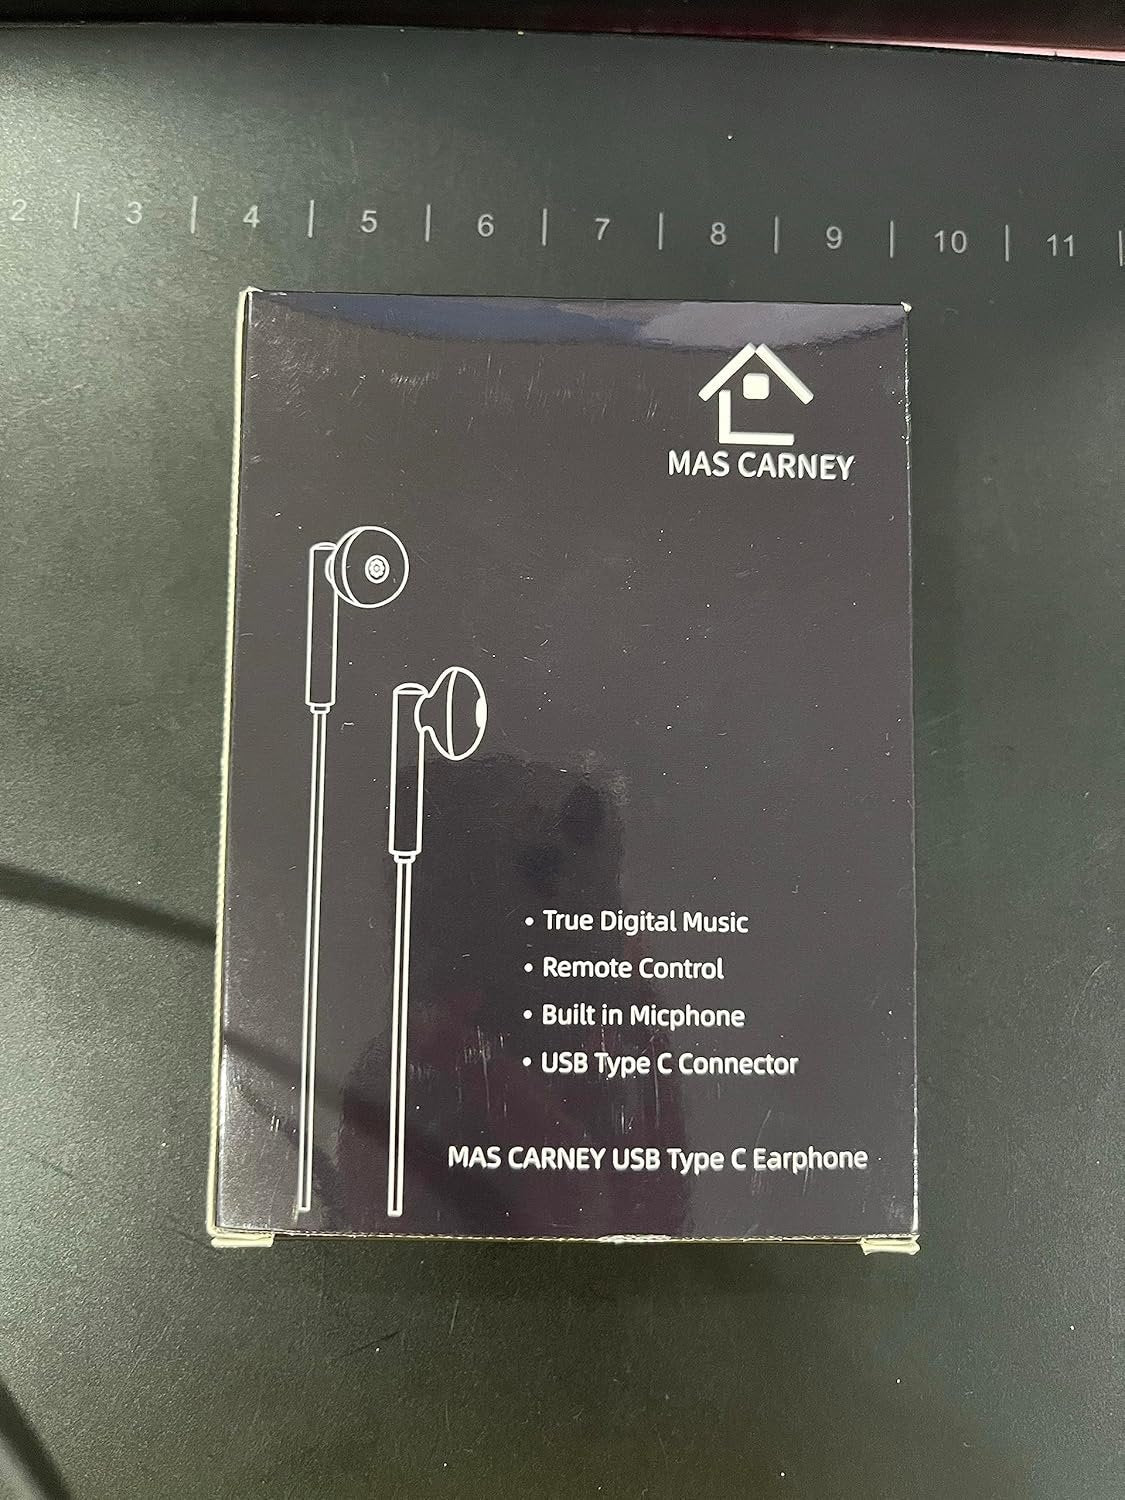 2 | 3 | 4 | 5 | 6 | 7 | 8 | 9 | 10 | 11 |
MAS CARNEY
• True Digital Music
• Remote Control
• Built in Micphone
• USB Type C Connector
MAS CARNEY USB Type C Earphone